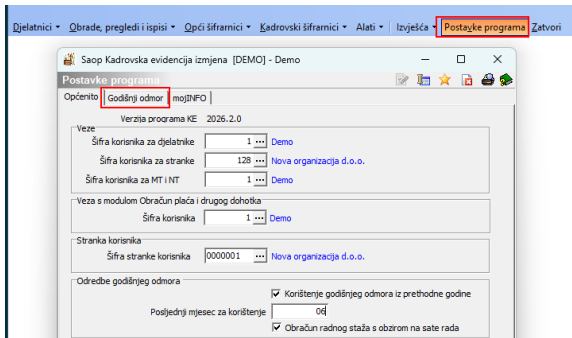 Djelatnici Obrade, pregledi i ispisi Opći šifrarnici Kadrovski šifrarnici Alati Izvješća Postavke programa Zatvori
Saop Kadrovska evidencija izmjena [DEMO] - Demo
Postavke programa
Općenito Godišnji odmor mojINFO
Verzija programa KE 2026.2.0
Veze
Šifra korisnika za djelatnike 1 ... Demo
Šifra korisnika za stranke 128 ... Nova organizacija d.o.o.
Šifra korisnika za MT i NT 1 ... Demo
Veza s modulom Obračun plaća i drugog dohotka
Šifra korisnika 1 ... Demo
Stranka korisnika
Šifra stranke korisnika 0000001 ... Nova organizacija d.o.o.
Odredbe godišnjeg odmora
Korištenje godišnjeg odmora iz prethodne godine
Posljednji mjesec za korištenje 06
Obračun radnog staža s obzirom na sate rada